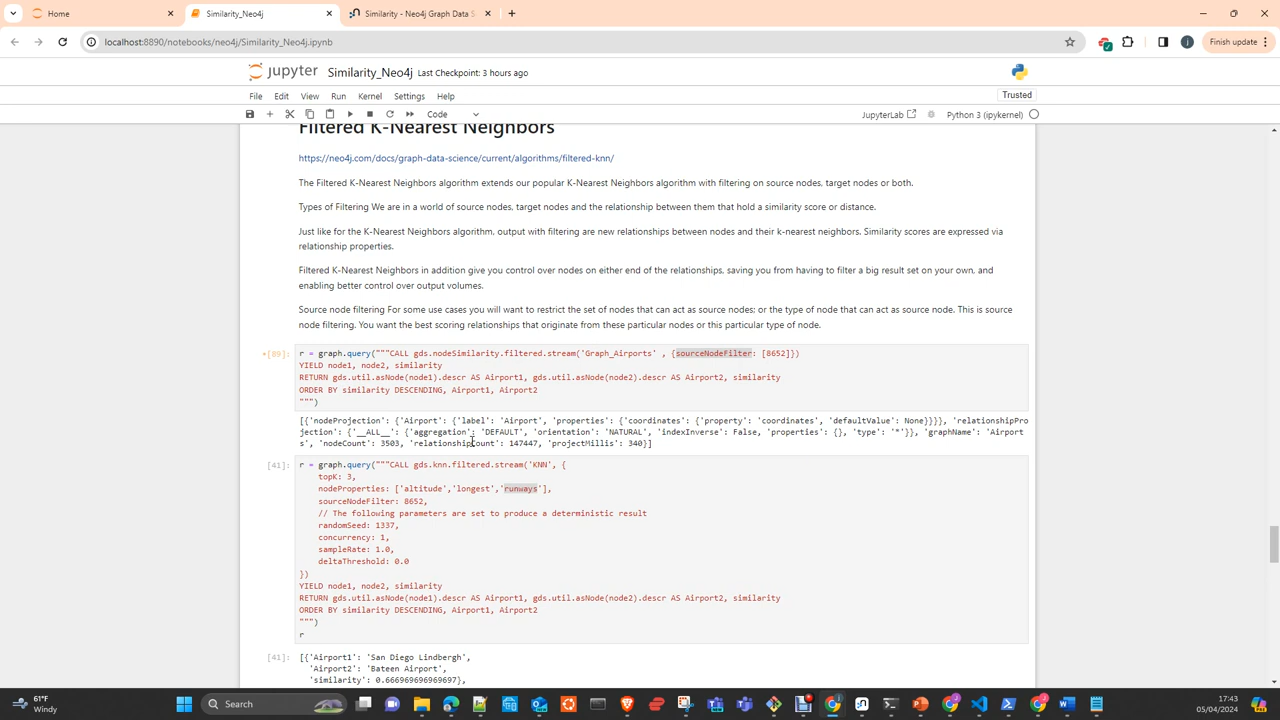 Home
Similarity_Neo4j
Similarity - Neo4j Graph Data S
localhost:8890/notebooks/neo4j/Similarity_Neo4j.ipynb
j
Finish update
jupyter
Similarity_Neo4j
Last Checkpoint: 3 hours ago
File Edit View Run Kernel Settings Help
Trusted
Code
JupyterLab
Python 3 (ipykernel)
Filtered K-Nearest Neighbors
https://neo4j.com/docs/graph-data-science/current/algorithms/filtered-knn/
The Filtered K-Nearest Neighbors algorithm extends our popular K-Nearest Neighbors algorithm with filtering on source nodes, target nodes or both.
Types of Filtering We are in a world of source nodes, target nodes and the relationship between them that hold a similarity score or distance.
Just like for the K-Nearest Neighbors algorithm, output with filtering are new relationships between nodes and their k-nearest neighbors. Similarity scores are expressed via
relationship properties.
Filtered K-Nearest Neighbors in addition give you control over nodes on either end of the relationships, saving you from having to filter a big result set on your own, and
enabling better control over output volumes.
Source node filtering For some use cases you will want to restrict the set of nodes that can act as source nodes; or the type of node that can act as source node. This is source
node filtering. You want the best scoring relationships that originate from these particular nodes or this particular type of node.
•[89]: r = graph.query("""CALL gds.nodeSimilarity.filtered.stream('Graph_Airports' , {sourceNodeFilter: [8652]})
YIELD node1, node2, similarity
RETURN gds.util.asNode(node1).descr AS Airport1, gds.util.asNode(node2).descr AS Airport2, similarity
ORDER BY similarity DESCENDING, Airport1, Airport2
""")
[{'nodeProjection': {'Airport': {'label': 'Airport', 'properties': {'coordinates': {'property': 'coordinates', 'defaultValue': None}}}}, 'relationshipPro
jection': {'__ALL__': {'aggregation': 'DEFAULT', 'orientation': 'NATURAL', 'indexInverse': False, 'properties': {}, 'type': '*'}}, 'graphName': 'Airport
s', 'nodeCount': 3503, 'relationshipCount': 147447, 'projectMillis': 340}]
[41]: r = graph.query("""CALL gds.knn.filtered.stream('KNN', {
topK: 3,
nodeProperties: ['altitude','longest','runways'],
sourceNodeFilter: 8652,
// The following parameters are set to produce a deterministic result
randomSeed: 1337,
concurrency: 1,
sampleRate: 1.0,
deltaThreshold: 0.0
})
YIELD node1, node2, similarity
RETURN gds.util.asNode(node1).descr AS Airport1, gds.util.asNode(node2).descr AS Airport2, similarity
ORDER BY similarity DESCENDING, Airport1, Airport2
""")
r
[41]: [{'Airport1': 'San Diego Lindbergh',
'Airport2': 'Bateen Airport',
'similarity': 0.666969696969697},
61°F
Windy
Search
17:43
05/04/2024